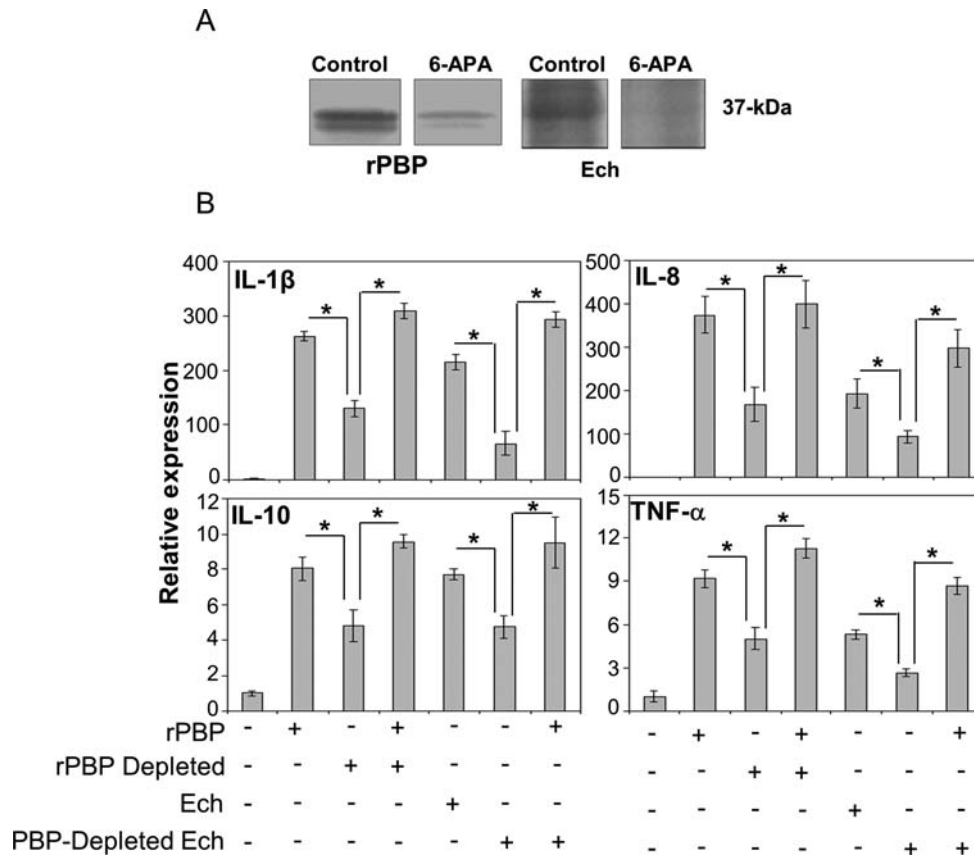 A
Control 6-APA Control 6-APA
37-kDa
rPBP Ech
B
Relative expression
IL-1β
400
300
200
100
0
* * * *
IL-8
500
400
300
200
100
0
* * * *
IL-10
12
10
8
6
4
2
0
* * * *
TNF-α
15
12
9
6
3
0
* * * *
rPBP - + - + - - + - + - + - - +
rPBP Depleted - - + + - - - - - + + - - -
Ech - - - - + - - - - - - + - -
PBP-Depleted Ech - - - - - + + - - - - - + +